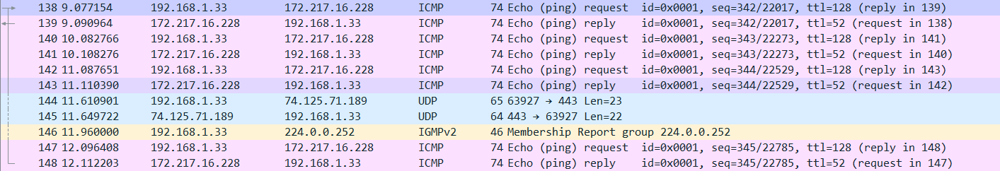 138 9.077154 192.168.1.33 172.217.16.228 ICMP 74 Echo (ping) request id=0x0001, seq=342/22017, ttl=128 (reply in 139)
139 9.090964 172.217.16.228 192.168.1.33 ICMP 74 Echo (ping) reply id=0x0001, seq=342/22017, ttl=52 (request in 138)
140 10.082766 192.168.1.33 172.217.16.228 ICMP 74 Echo (ping) request id=0x0001, seq=343/22273, ttl=128 (reply in 141)
141 10.108276 172.217.16.228 192.168.1.33 ICMP 74 Echo (ping) reply id=0x0001, seq=343/22273, ttl=52 (request in 140)
142 11.087651 192.168.1.33 172.217.16.228 ICMP 74 Echo (ping) request id=0x0001, seq=344/22529, ttl=128 (reply in 143)
143 11.110390 172.217.16.228 192.168.1.33 ICMP 74 Echo (ping) reply id=0x0001, seq=344/22529, ttl=52 (request in 142)
144 11.610901 192.168.1.33 74.125.71.189 UDP 65 63927 → 443 Len=23
145 11.649722 74.125.71.189 192.168.1.33 UDP 64 443 → 63927 Len=22
146 11.960000 192.168.1.33 224.0.0.252 IGMPv2 46 Membership Report group 224.0.0.252
147 12.096408 192.168.1.33 172.217.16.228 ICMP 74 Echo (ping) request id=0x0001, seq=345/22785, ttl=128 (reply in 148)
148 12.112203 172.217.16.228 192.168.1.33 ICMP 74 Echo (ping) reply id=0x0001, seq=345/22785, ttl=52 (request in 147)